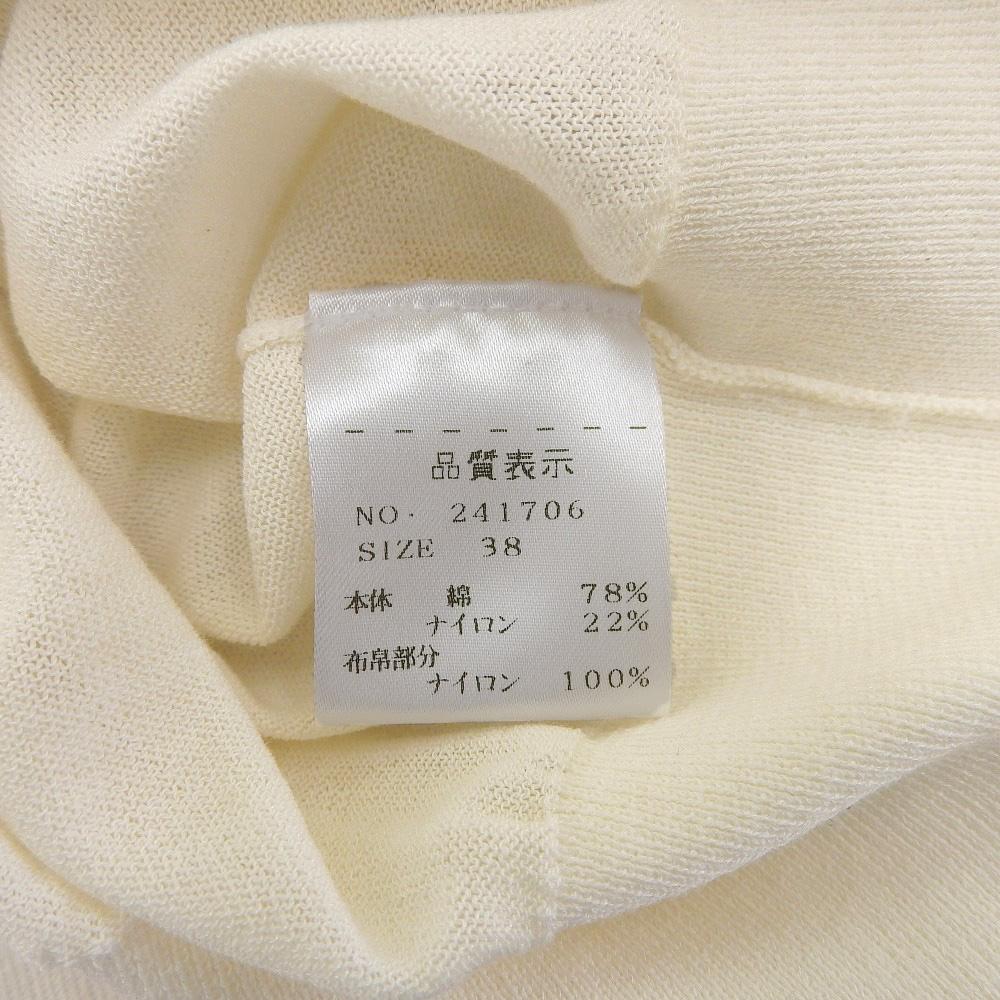 品質表示
NO. 241706
SIZE 38
本体 綿 78%
ナイロン 22%
布帛部分
ナイロン 100%